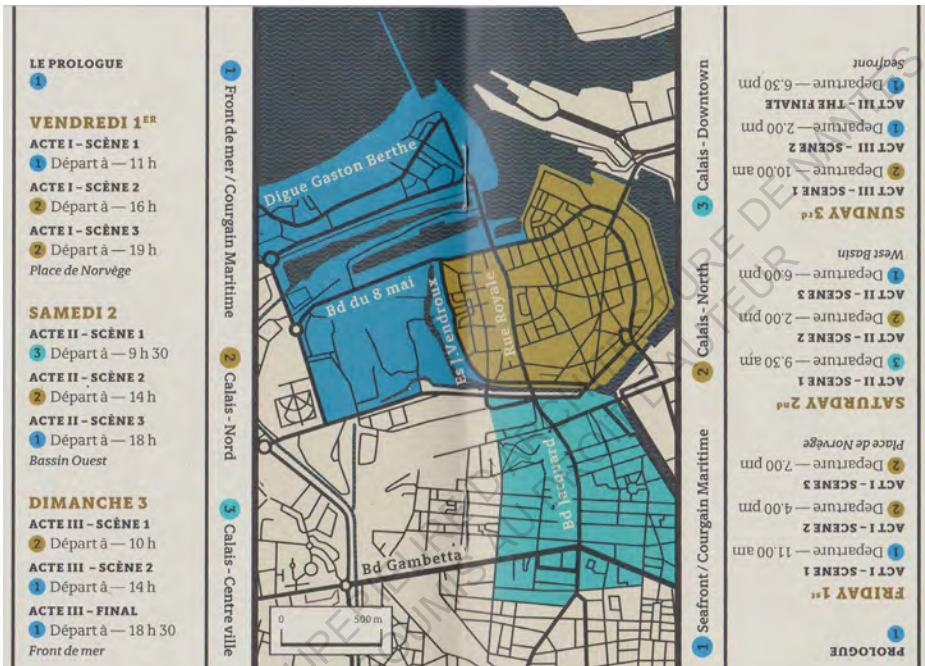 LE PROLOGUE
1
VENDREDI 1ER
ACTE I – SCÈNE 1
1 Départ à — 11 h
ACTE I – SCÈNE 2
2 Départ à — 16 h
ACTE I – SCÈNE 3
2 Départ à — 19 h
Place de Norvège
SAMEDI 2
ACTE II – SCÈNE 1
3 Départ à — 9 h 30
ACTE II – SCÈNE 2
2 Départ à — 14 h
ACTE II – SCÈNE 3
1 Départ à — 18 h
Bassin Ouest
DIMANCHE 3
ACTE III – SCÈNE 1
2 Départ à — 10 h
ACTE III – SCÈNE 2
1 Départ à — 14 h
ACTE III – FINAL
1 Départ à — 18 h 30
Front de mer
1 Front de mer / Courgain Maritime
2 Calais - Nord
3 Calais - Centre ville
Digue Gaston Berthe
Bd du 8 mai
Es J. Vendroux
Rue Royale
Bd Jacquard
Bd Gambetta
0 500 m
1 Seafront / Courgain Maritime
2 Calais - North
3 Calais - Downtown
PROLOGUE
1
FRIDAY 1st
ACT I – SCENE 1
1 Departure — 11.00 am
ACT I – SCENE 2
2 Departure — 4.00 pm
ACT I – SCENE 3
2 Departure — 7.00 pm
Place de Norvège
SATURDAY 2nd
ACT II – SCENE 1
3 Departure — 9.30 am
ACT II – SCENE 2
2 Departure — 2.00 pm
ACT II – SCENE 3
1 Departure — 6.00 pm
West Basin
SUNDAY 3rd
ACT III – SCENE 1
2 Departure — 10.00 am
ACT III – SCENE 2
1 Departure — 2.00 pm
ACT III – THE FINALE
1 Departure — 6.30 pm
Seafront
DE NANTES
D'AUTEUR